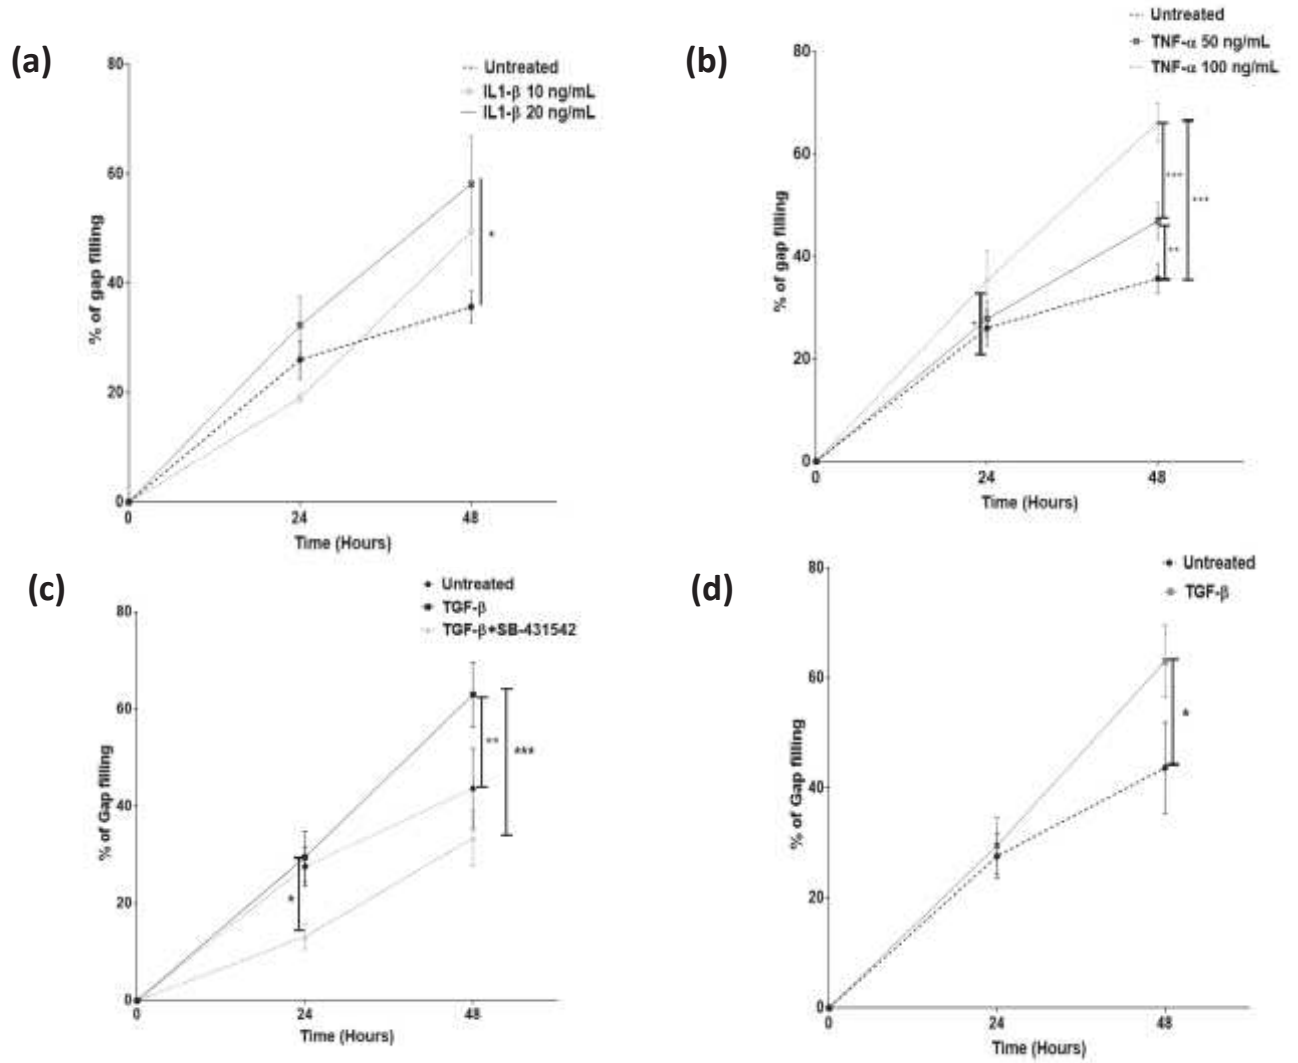 (a)
80
60
40
20
0
0
24
48
% of gap filling
Time (Hours)
Untreated
IL1-β 10 ng/mL
IL1-β 20 ng/mL
*
(b)
80
60
40
20
0
0
24
48
% of gap filling
Time (Hours)
Untreated
TNF-α 50 ng/mL
TNF-α 100 ng/mL
*
***
**
***
(c)
80
60
40
20
0
0
24
48
% of Gap filling
Time (Hours)
Untreated
TGF-β
TGF-β+SB-431542
*
**
***
(d)
80
60
40
20
0
0
24
48
% of Gap filling
Time (Hours)
Untreated
TGF-β
*